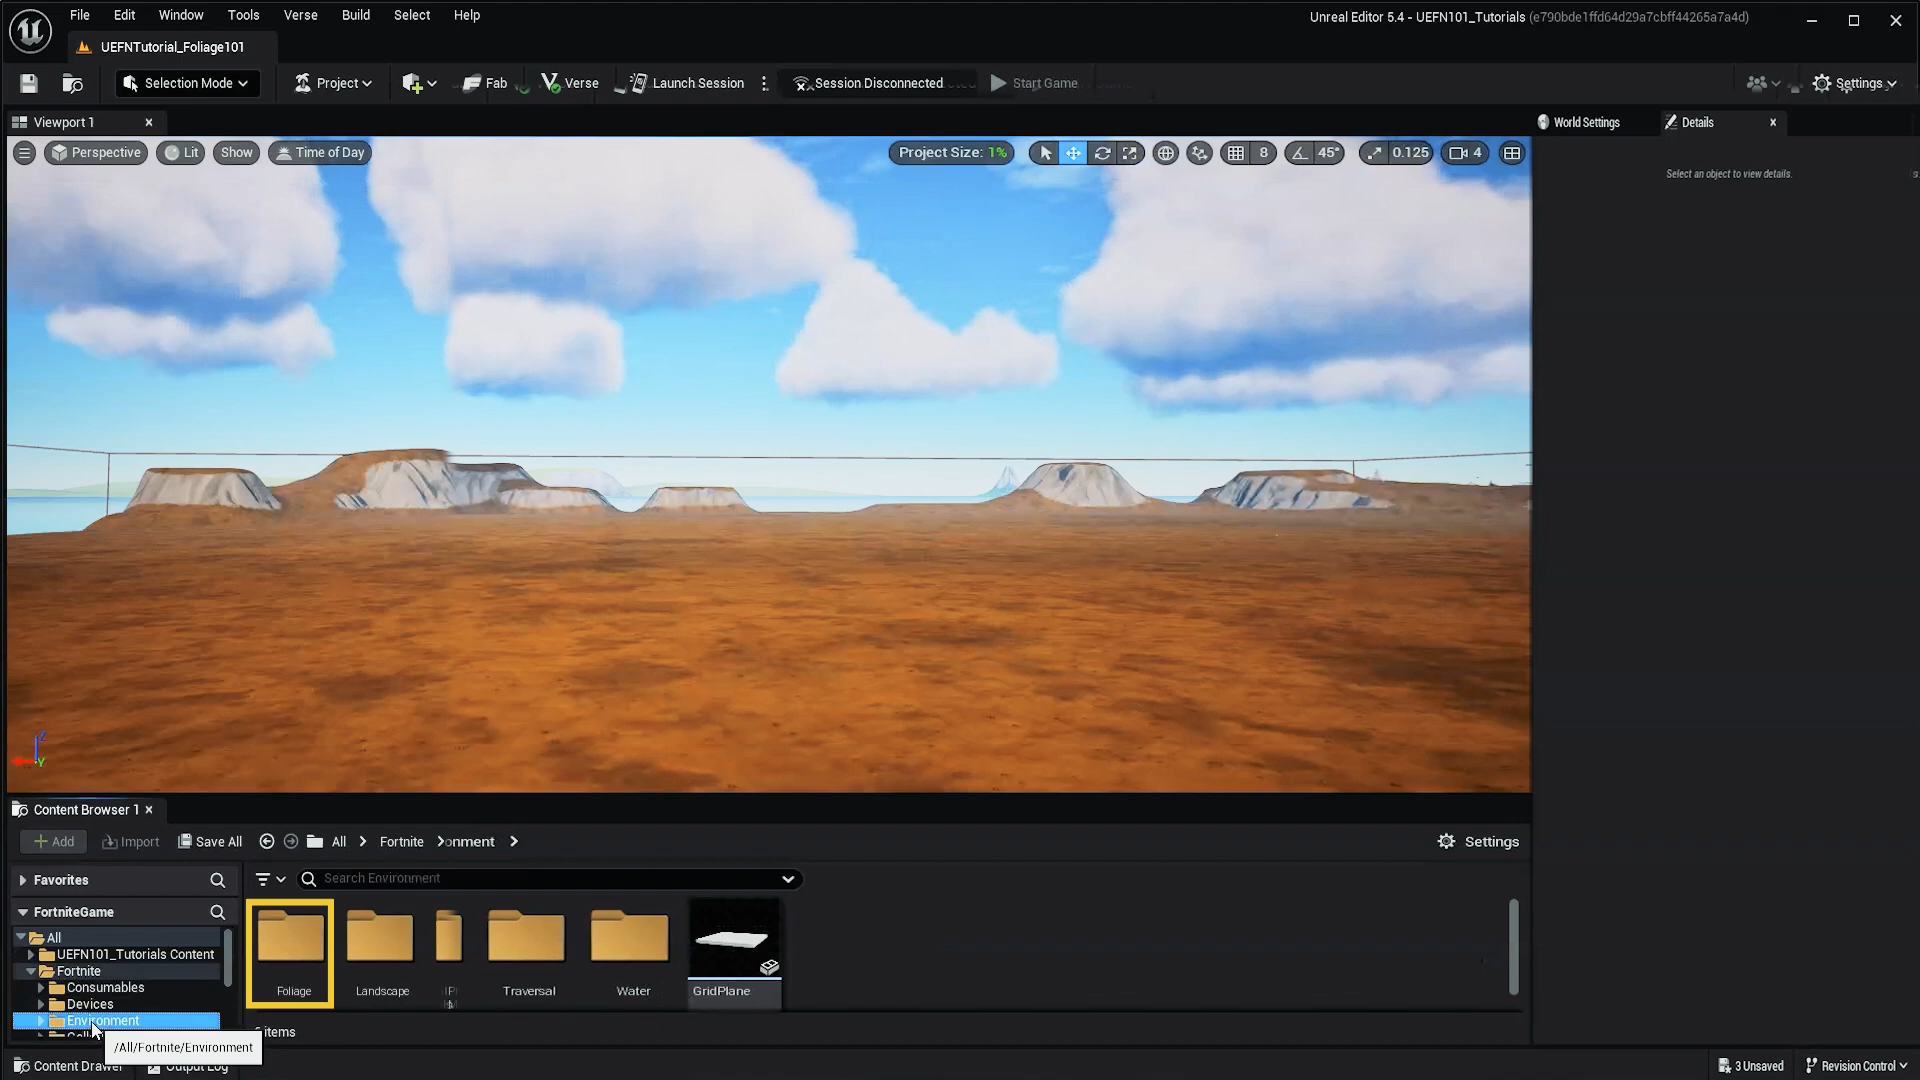 File Edit Window Tools Verse Build Select Help
Unreal Editor 5.4 - UEFN101_Tutorials (e790bde1ffd64d29a7cbff44265a7a4d)
UEFNTutorial_Foliage101
Selection Mode
Project
Fab
Verse
Launch Session
Session Disconnected
Start Game
Settings
Viewport 1
World Settings
Details
Perspective
Lit
Show
Time of Day
Project Size: 1%
8
45°
0.125
4
Select an object to view details.
Z
Y
Content Browser 1
Add
Import
Save All
All > Fortnite > onment >
Settings
Favorites
Search Environment
FortniteGame
All
UEFN101_Tutorials Content
Fortnite
Consumables
Devices
Environment
/All/Fortnite/Environment
Foliage
Landscape
Traversal
Water
GridPlane
items
Content Drawer
Output Log
3 Unsaved
Revision Control